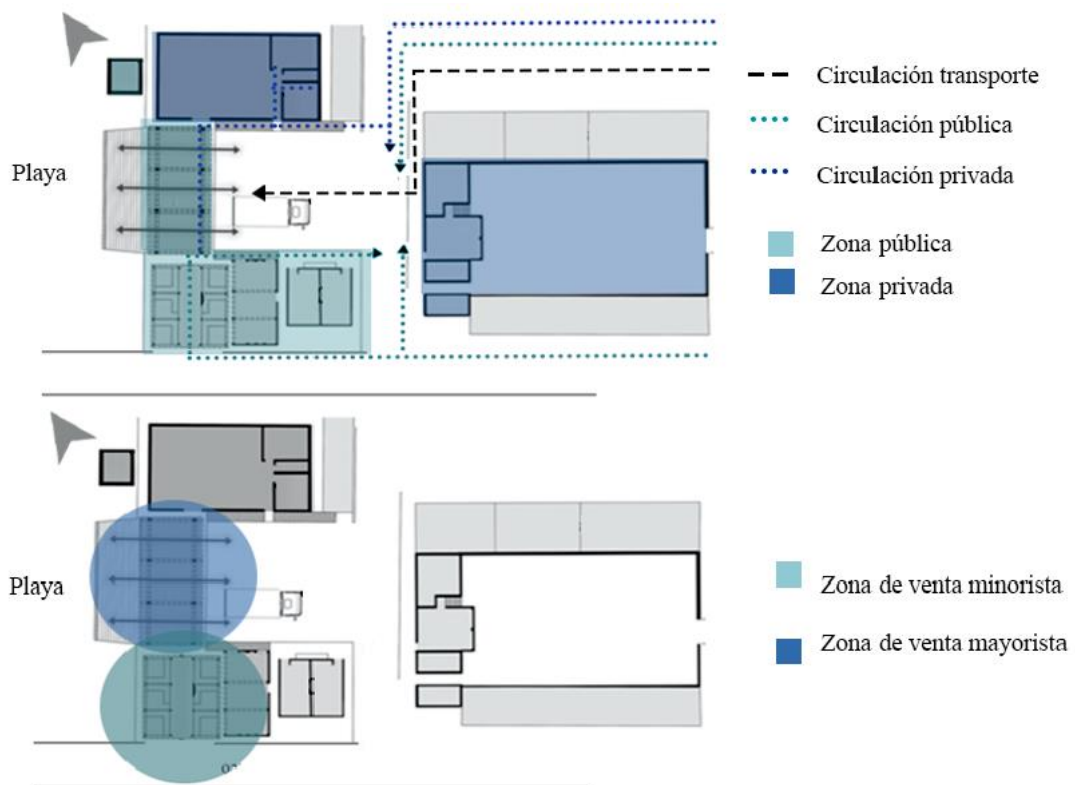 Circulación transporte
Circulación pública
Playa
Circulación privada
Zona pública
Zona privada
Playa
Zona de venta minorista
Zona de venta mayorista